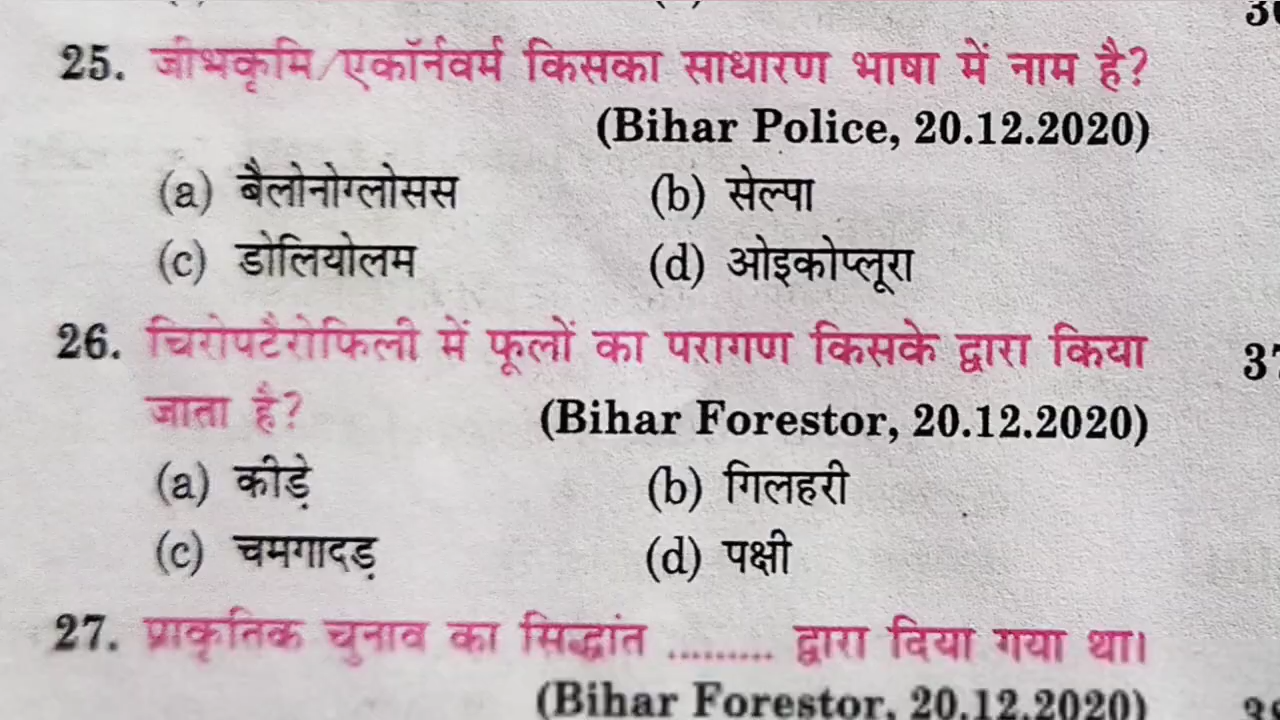 25. जीभकृमि/एकॉर्नवर्म किसका साधारण भाषा में नाम है?
(Bihar Police, 20.12.2020)
(a) बैलोनोग्लोसस (b) सेल्पा
(c) डोलियोलम (d) ओइकोप्लूरा
26. चिरोपटैरोफिली में फूलों का परागण किसके द्वारा किया
जाता है? (Bihar Forestor, 20.12.2020)
(a) कीड़े (b) गिलहरी
(c) चमगादड़ (d) पक्षी
27. प्राकृतिक चुनाव का सिद्धांत ......... द्वारा दिया गया था।
(Bihar Forestor, 20.12.2020)
37